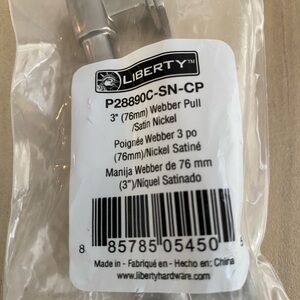 LIBERTY™
P28890C-SN-CP
3" (76mm) Webber Pull
/Satin Nickel
Poignée Webber 3 po
(76mm)/Nickel Satiné
Manija Webber de 76 mm
(3")/Níquel Satinado
8 85785 05450 5
Made in - Fabriqué en - Hecho en: China
www.libertyhardware.com